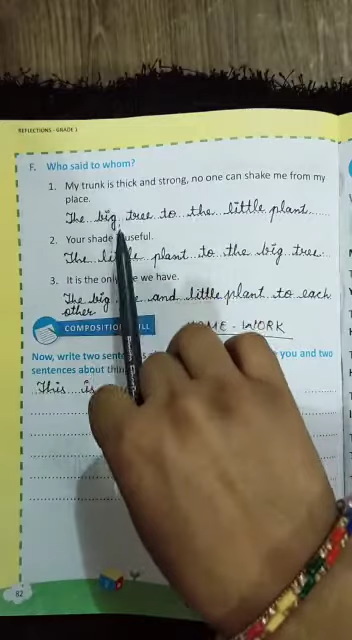 REFLECTIONS - GRADE 3
F. Who said to whom?
1. My trunk is thick and strong, no one can shake me from my
place.
The big tree to the little plant
2. Your shade useful.
The plant to the big tree
3. It is the only we have.
The big and little plant to each
other
COMPOSITION HOME-WORK
Now, write two you and two
sentences about
This is
82